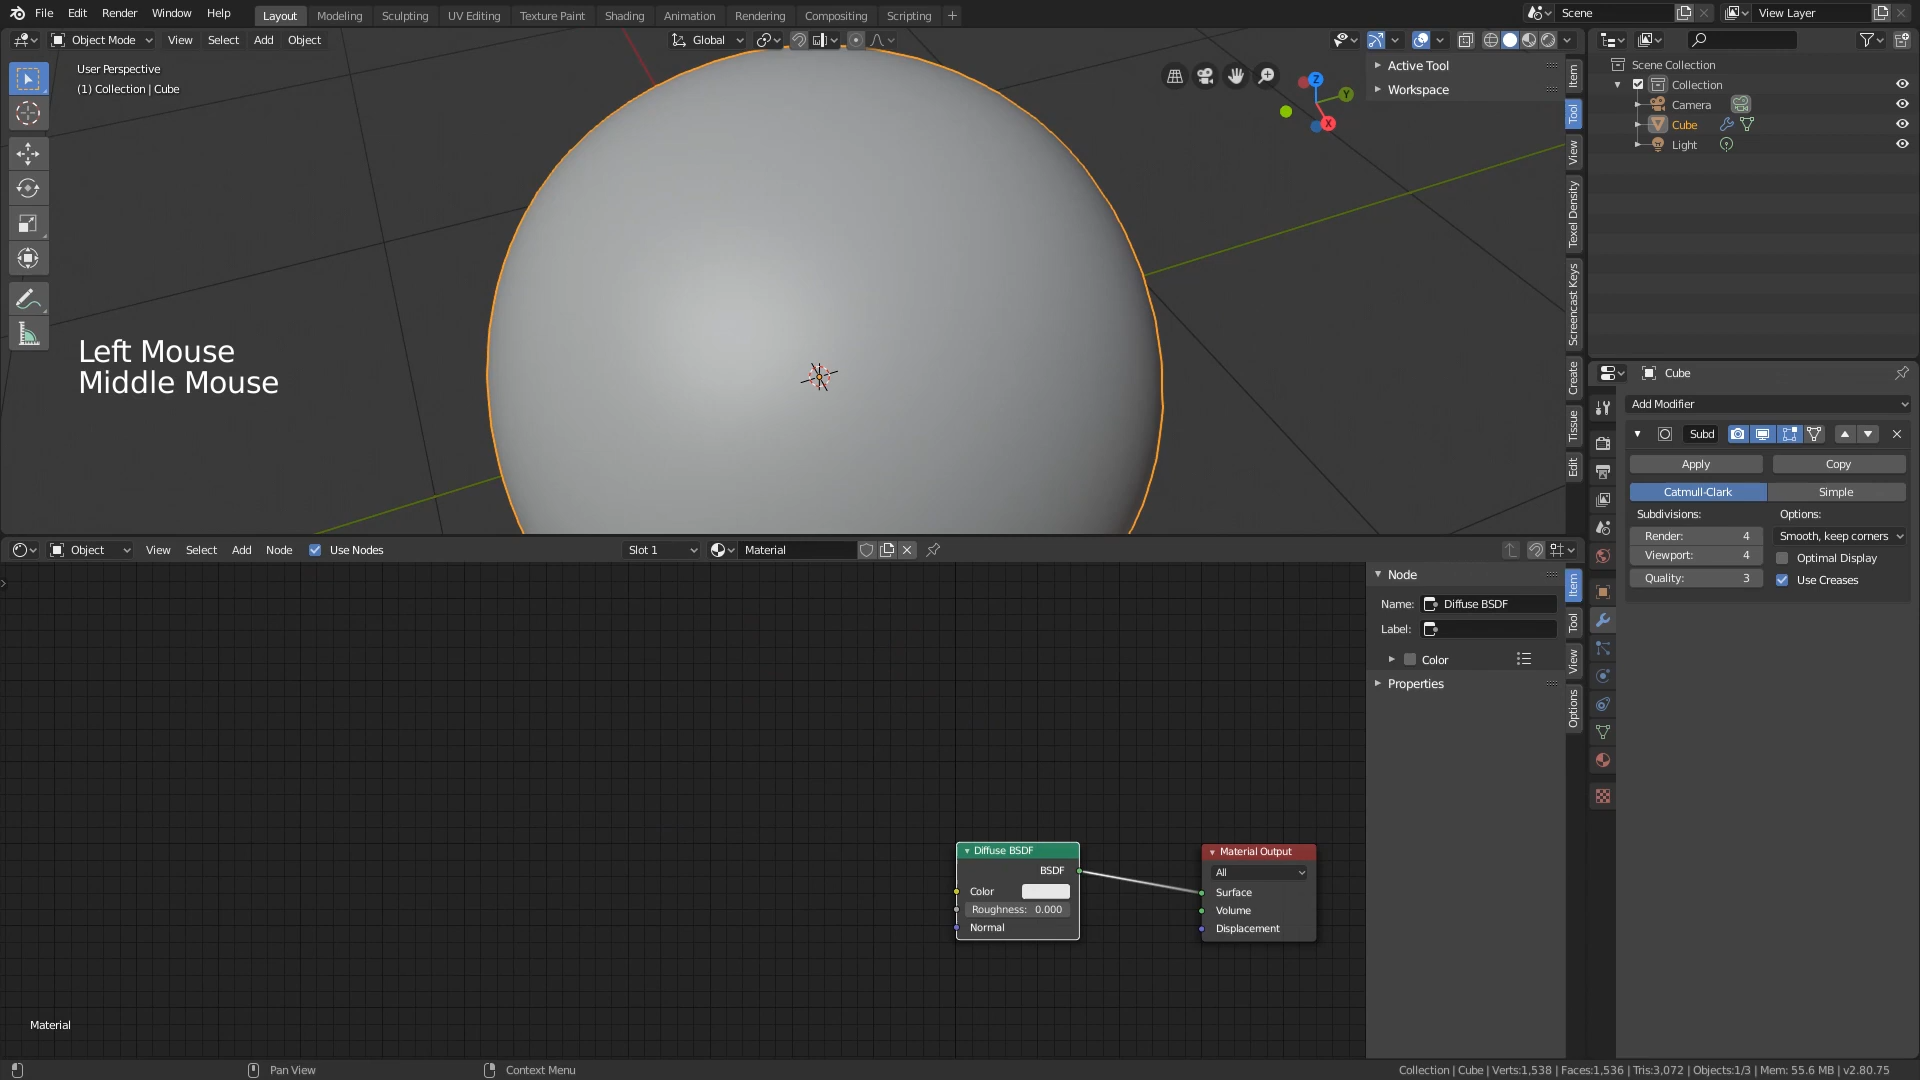 File Edit Render Window Help Layout Modeling Sculpting UV Editing Texture Paint Shading Animation Rendering Compositing Scripting + Scene View Layer
Object Mode View Select Add Object Global
User Perspective
(1) Collection | Cube
Z
Y
X
Active Tool
Workspace
Item
Tool
View
Texel Density
Screencast Keys
Create
Tissue
Edit
Left Mouse
Middle Mouse
Scene Collection
Collection
Camera
Cube
Light
Cube
Add Modifier
Subd
Apply Copy
Catmull-Clark Simple
Subdivisions: Options:
Render: 4 Smooth, keep corners
Viewport: 4 Optimal Display
Quality: 3 Use Creases
Object View Select Add Node Use Nodes Slot 1 Material
Node
Name: Diffuse BSDF
Label:
Color
Properties
Item
Tool
View
Options
Diffuse BSDF
BSDF
Color
Roughness: 0.000
Normal
Material Output
All
Surface
Volume
Displacement
Material
Pan View Context Menu Collection | Cube | Verts:1,538 | Faces:1,536 | Tris:3,072 | Objects:1/3 | Mem: 55.6 MB | v2.80.75